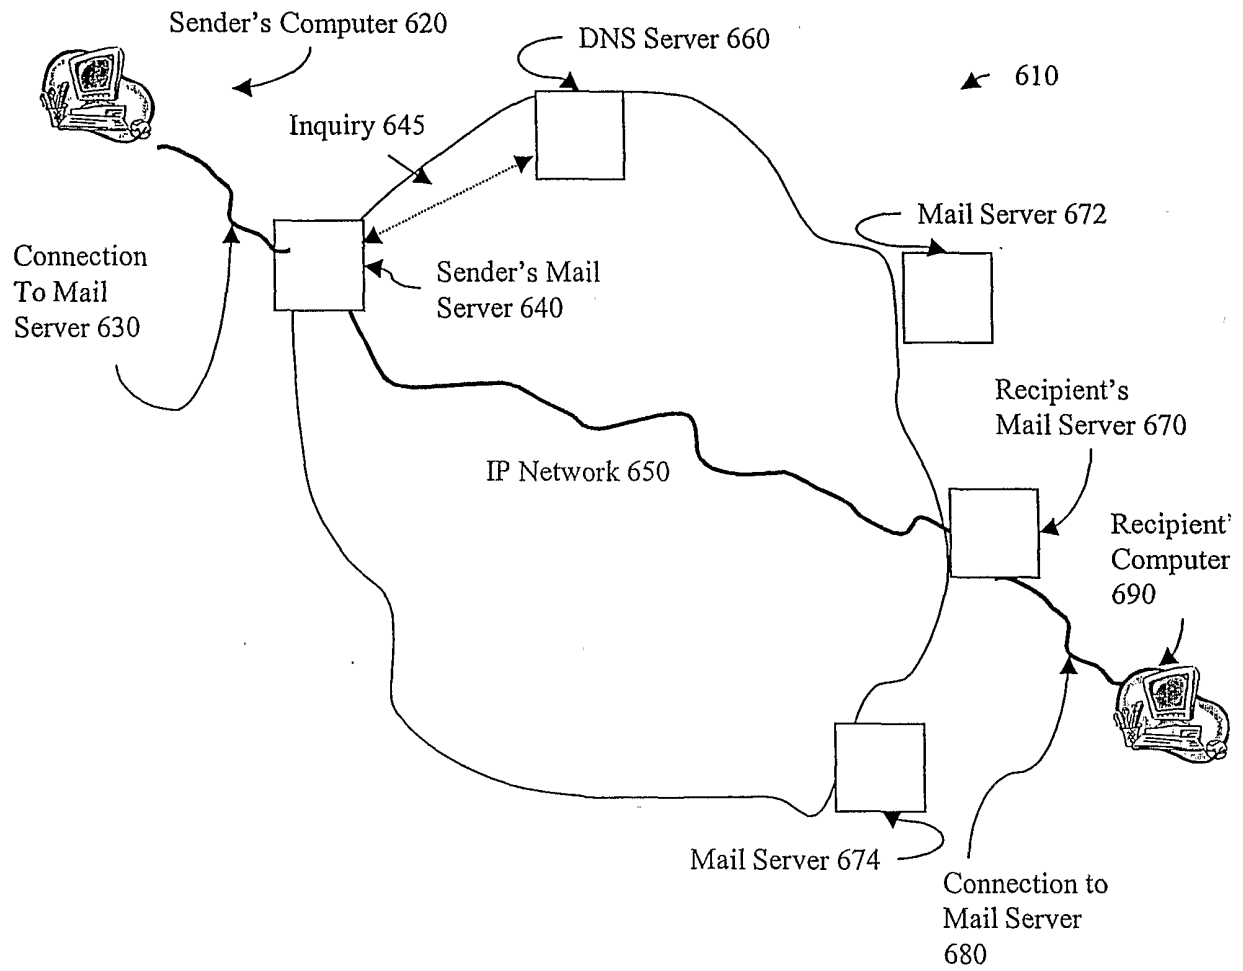 Sender's Computer 620
DNS Server 660
610
Inquiry 645
Mail Server 672
Connection
To Mail
Server 630
Sender's Mail
Server 640
Recipient's
Mail Server 670
IP Network 650
Recipient'
Computer
690
Mail Server 674
Connection to
Mail Server
680